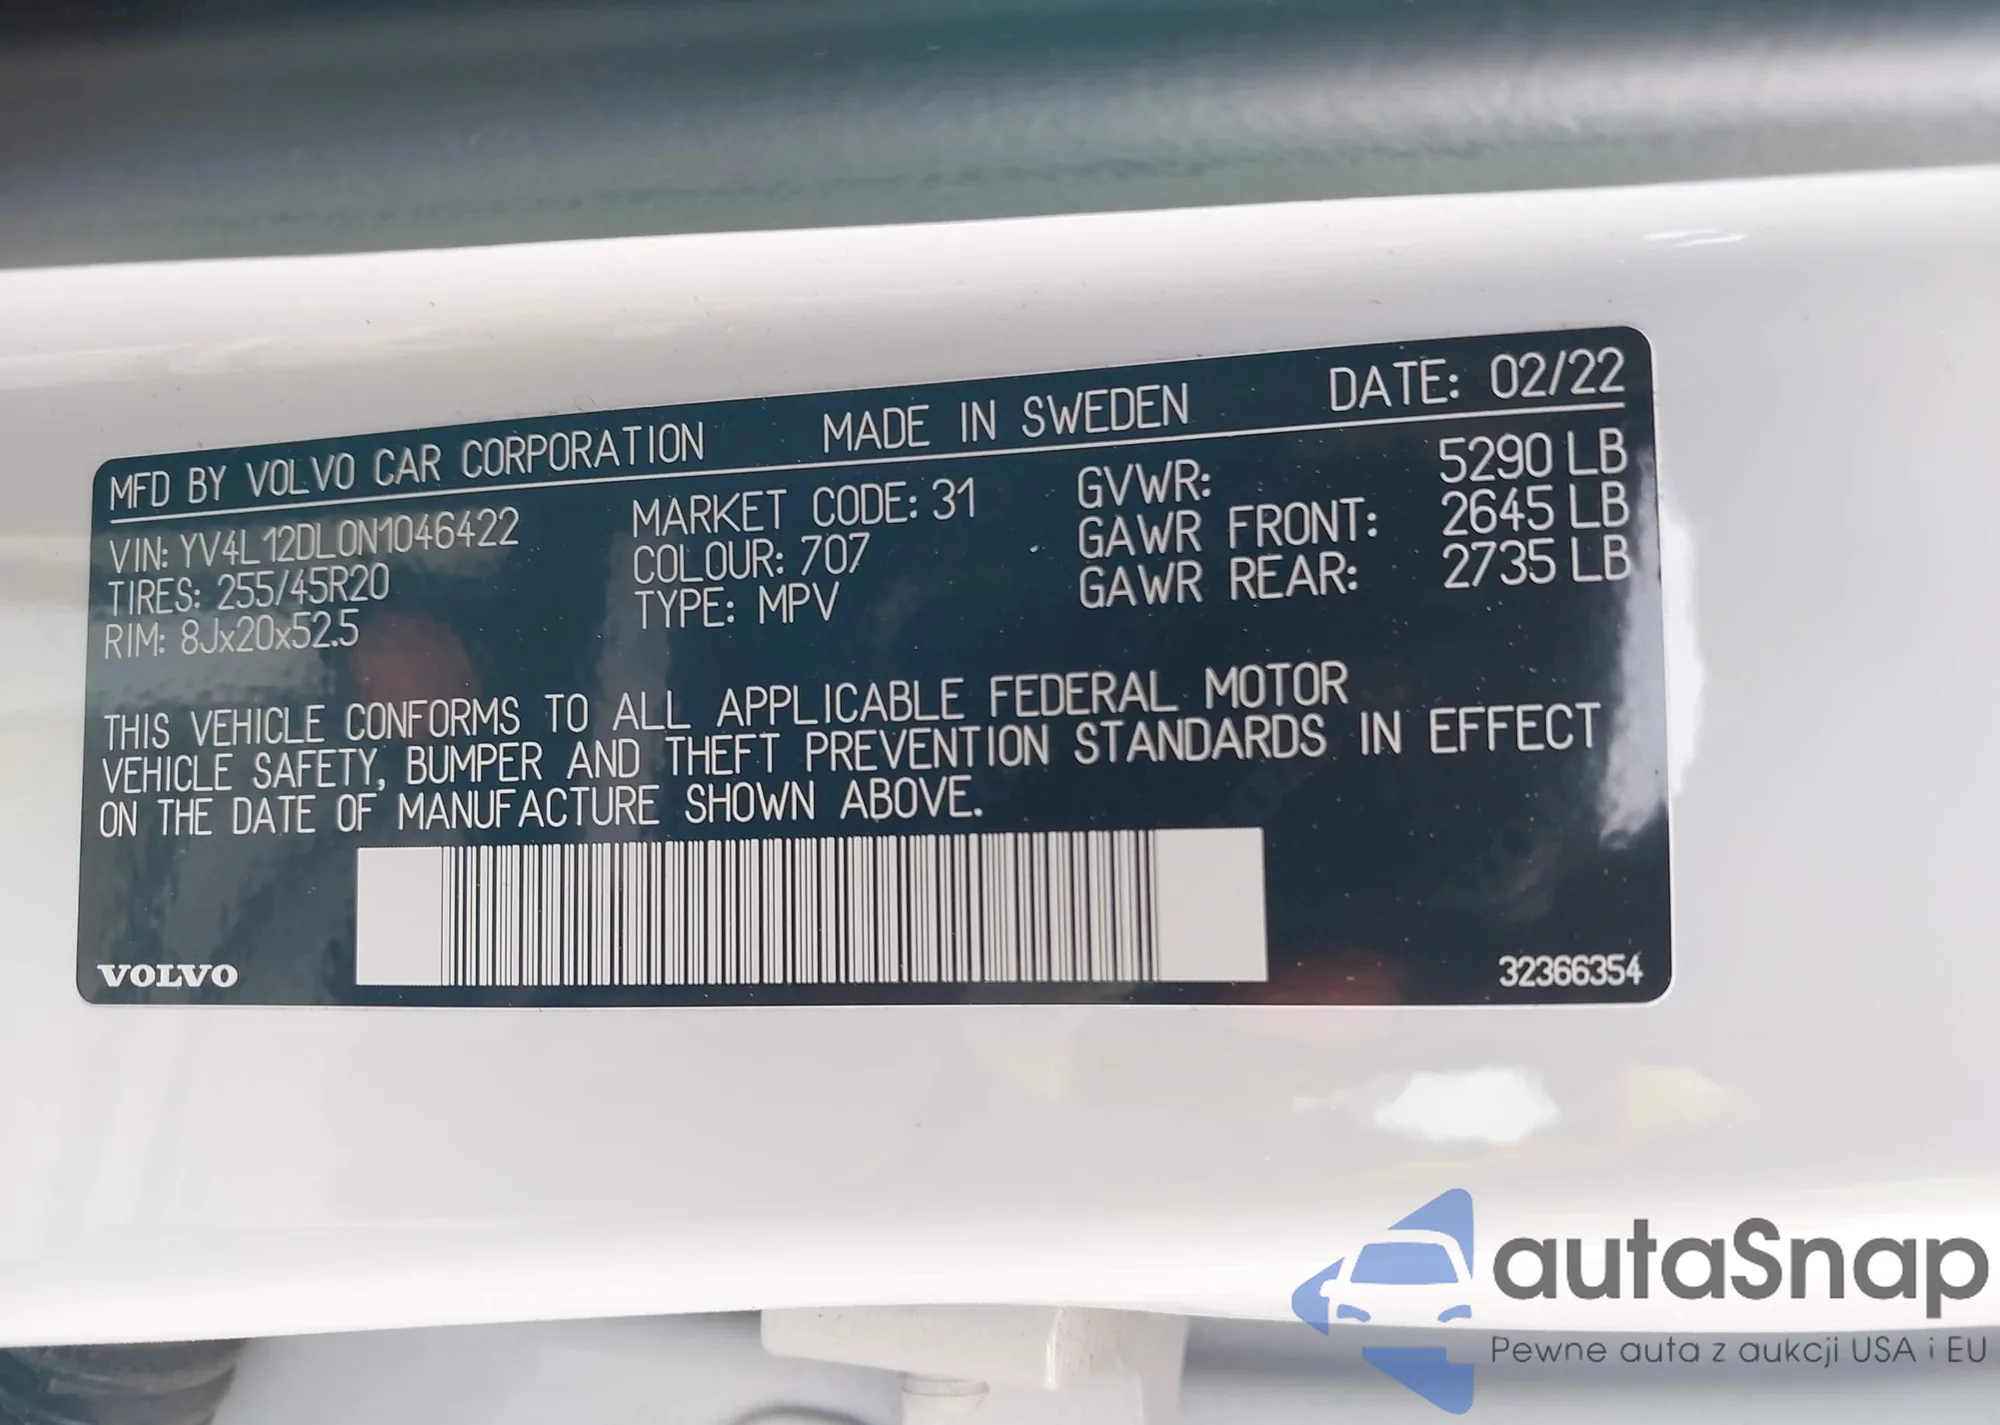 MFD BY VOLVO CAR CORPORATION MADE IN SWEDEN DATE: 02/22
VIN: YV4L12DL0N1046422 MARKET CODE: 31 GVWR: 5290 LB
TIRES: 255/45R20 COLOUR: 707 GAWR FRONT: 2645 LB
RIM: 8Jx20x52.5 TYPE: MPV GAWR REAR: 2735 LB
THIS VEHICLE CONFORMS TO ALL APPLICABLE FEDERAL MOTOR
VEHICLE SAFETY, BUMPER AND THEFT PREVENTION STANDARDS IN EFFECT
ON THE DATE OF MANUFACTURE SHOWN ABOVE.
VOLVO 32366354
autaSnap
Pewne auta z aukcji USA i EU